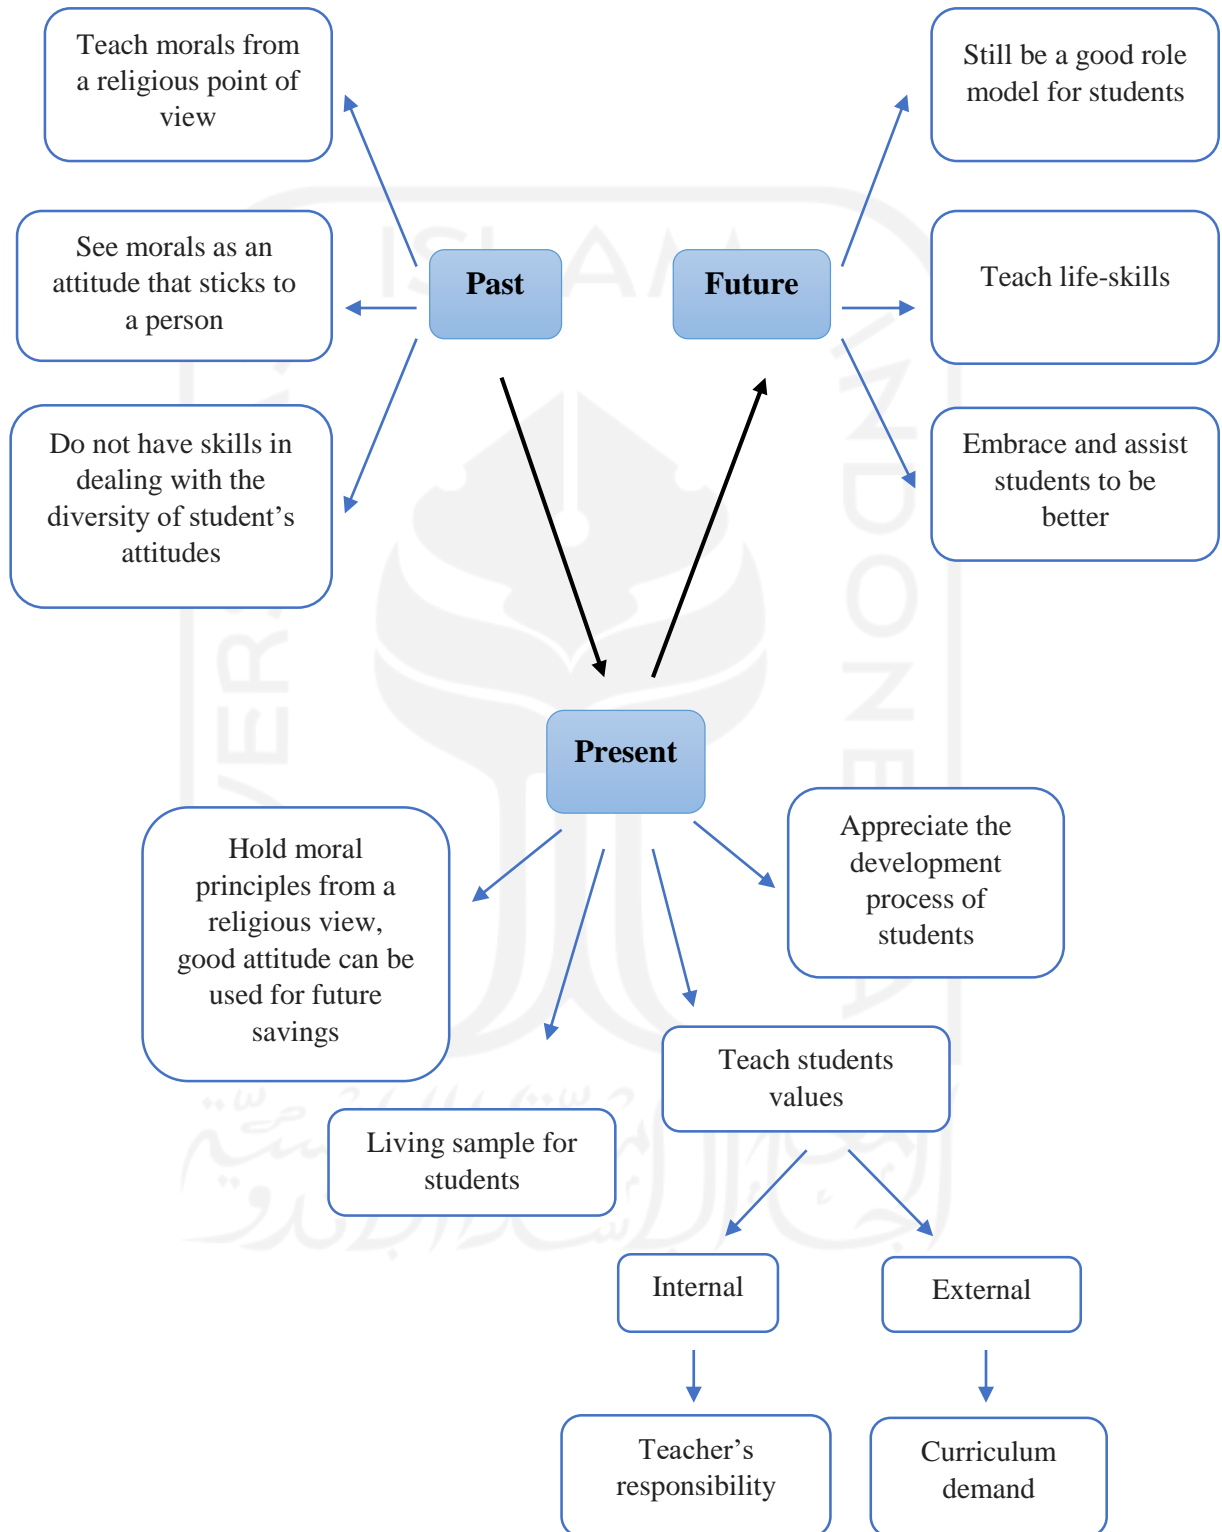 Teach morals from
a religious point of
view
Still be a good role
model for students
See morals as an
attitude that sticks to
a person
Past
Future
Teach life-skills
Do not have skills in
dealing with the
diversity of student’s
attitudes
Embrace and assist
students to be
better
Present
Hold moral
principles from a
religious view,
good attitude can be
used for future
savings
Appreciate the
development
process of
students
Teach students
values
Living sample for
students
Internal
External
Teacher’s
responsibility
Curriculum
demand
ISLAM
INDONE